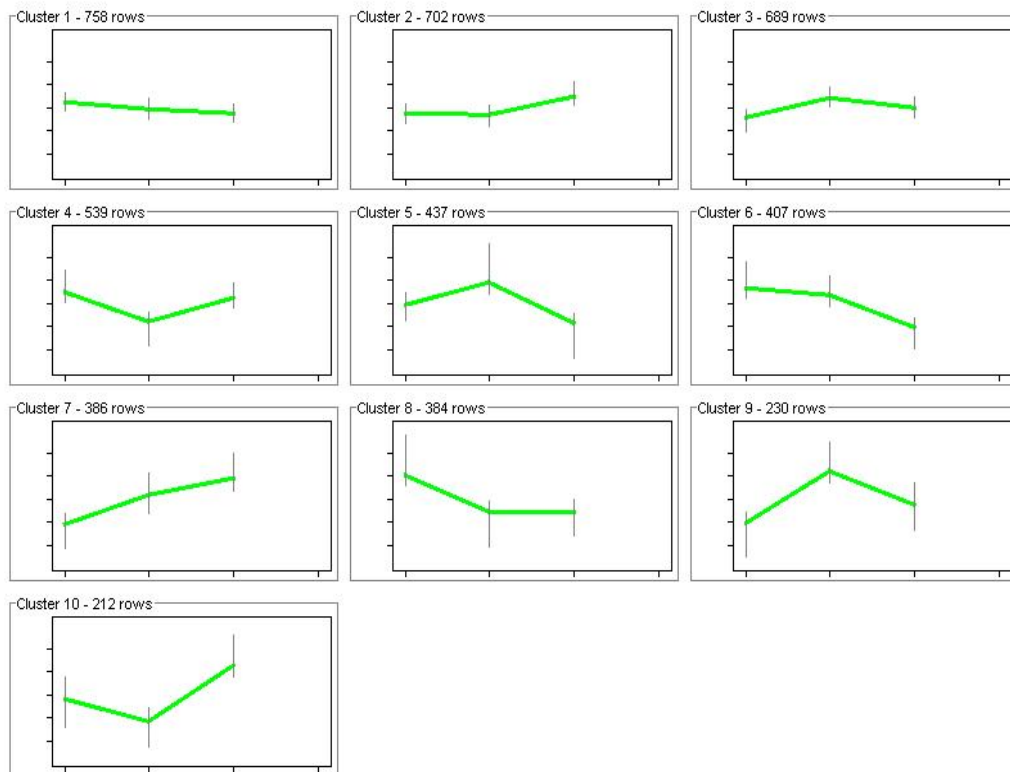 Cluster 1 - 758 rows
Cluster 2 - 702 rows
Cluster 3 - 689 rows
Cluster 4 - 539 rows
Cluster 5 - 437 rows
Cluster 6 - 407 rows
Cluster 7 - 386 rows
Cluster 8 - 384 rows
Cluster 9 - 230 rows
Cluster 10 - 212 rows